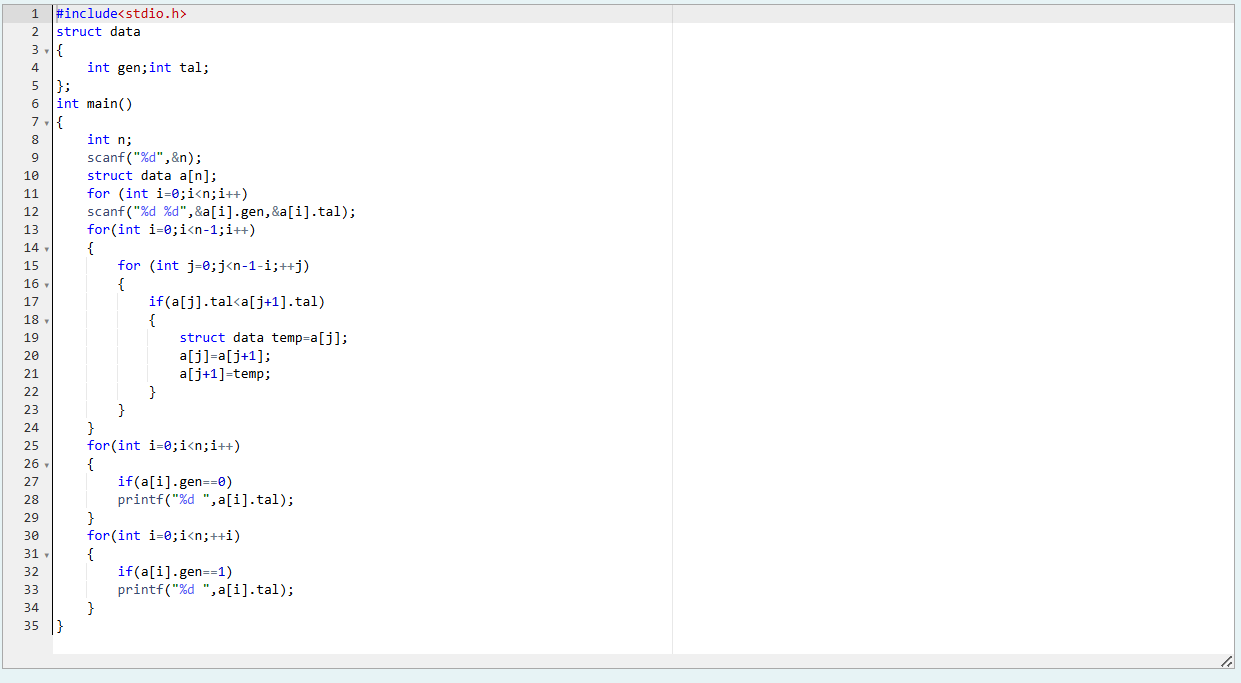 1 #include<stdio.h>
2 struct data
3 {
4     int gen;int tal;
5 };
6 int main()
7 {
8     int n;
9     scanf("%d",&n);
10     struct data a[n];
11     for (int i=0;i<n;i++)
12     scanf("%d %d",&a[i].gen,&a[i].tal);
13     for(int i=0;i<n-1;i++)
14     {
15         for (int j=0;j<n-1-i;++j)
16         {
17             if(a[j].tal<a[j+1].tal)
18             {
19                 struct data temp=a[j];
20                 a[j]=a[j+1];
21                 a[j+1]=temp;
22             }
23         }
24     }
25     for(int i=0;i<n;i++)
26     {
27         if(a[i].gen==0)
28         printf("%d ",a[i].tal);
29     }
30     for(int i=0;i<n;++i)
31     {
32         if(a[i].gen==1)
33         printf("%d ",a[i].tal);
34     }
35 }